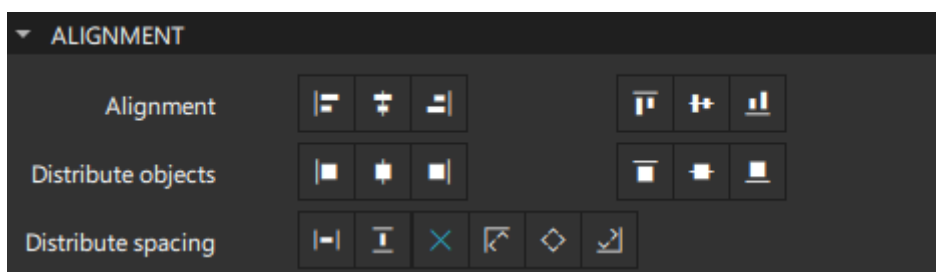 ALIGNMENT
Alignment
Distribute objects
Distribute spacing